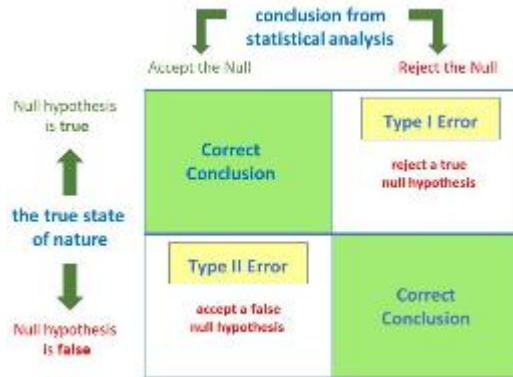 conclusion from
statistical analysis
Accept the Null
Reject the Null
Null hypothesis
is true
Correct
Conclusion
Type I Error
reject a true
null hypothesis
the true state
of nature
Type II Error
accept a false
null hypothesis
Correct
Conclusion
Null hypothesis
is false